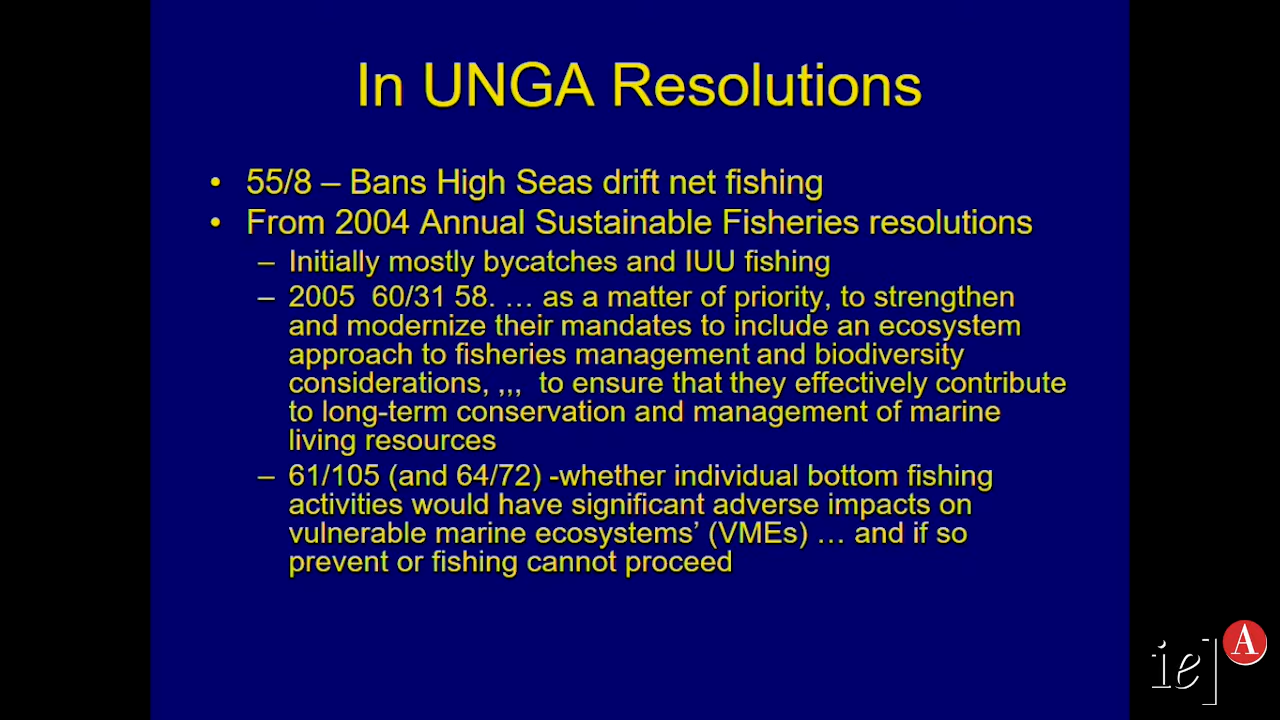 In UNGA Resolutions
• 55/8 – Bans High Seas drift net fishing
• From 2004 Annual Sustainable Fisheries resolutions
– Initially mostly bycatches and IUU fishing
– 2005 60/31 58. … as a matter of priority, to strengthen
and modernize their mandates to include an ecosystem
approach to fisheries management and biodiversity
considerations, ,,, to ensure that they effectively contribute
to long-term conservation and management of marine
living resources
– 61/105 (and 64/72) -whether individual bottom fishing
activities would have significant adverse impacts on
vulnerable marine ecosystems’ (VMEs) … and if so
prevent or fishing cannot proceed
ie] A